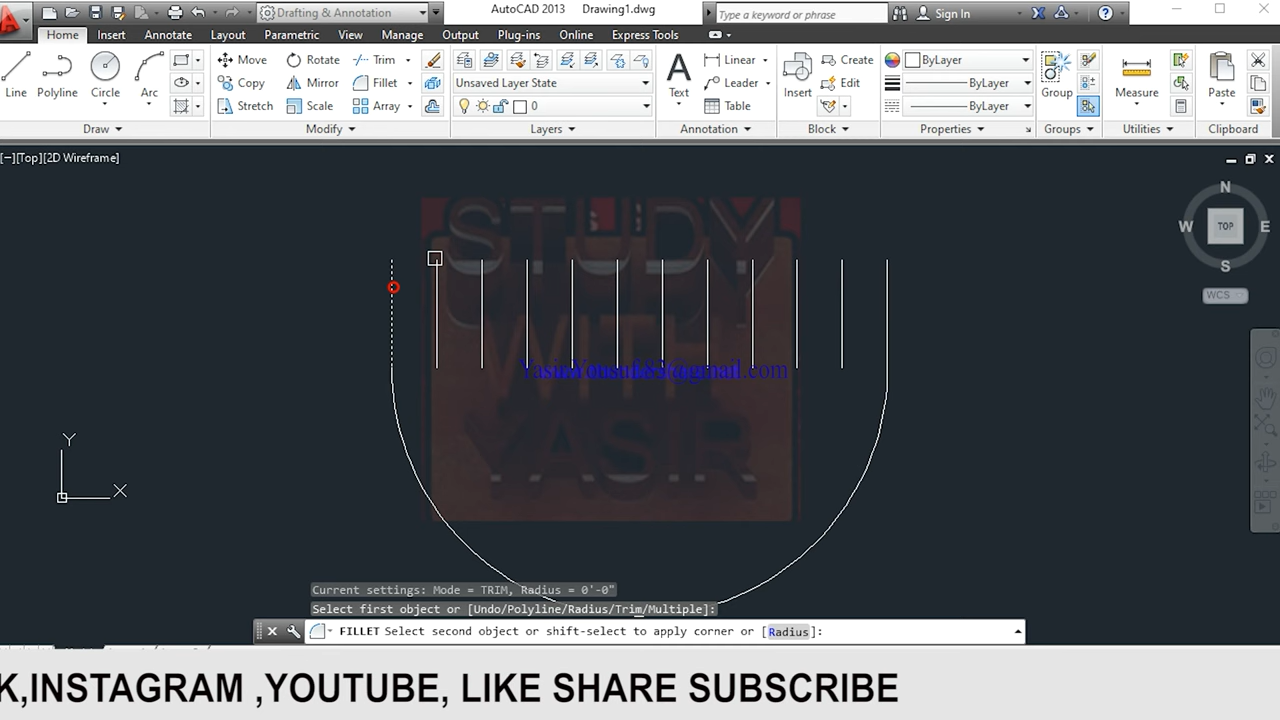 Drafting & Annotation
AutoCAD 2013 Drawing1.dwg
Type a keyword or phrase
Sign In
Home Insert Annotate Layout Parametric View Manage Output Plug-ins Online Express Tools
Line Polyline Circle Arc
Move Rotate Trim
Copy Mirror Fillet
Stretch Scale Array
Unsaved Layer State
0
Text
Linear
Leader
Table
Insert
Create
Edit
ByLayer
ByLayer
ByLayer
Group
Measure
Paste
Draw Modify Layers Annotation Block Properties Groups Utilities Clipboard
[−][Top][2D Wireframe]
N
W TOP E
S
WCS
STUDY
WITH
YASIR
Y
X
Current settings: Mode = TRIM, Radius = 0'-0"
Select first object or [Undo/Polyline/Radius/Trim/Multiple]:
FILLET Select second object or shift-select to apply corner or [Radius]:
K,INSTAGRAM ,YOUTUBE, LIKE SHARE SUBSCRIBE